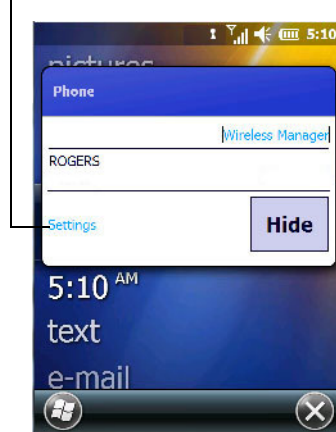 5:10
pictures
Phone
Wireless Manager
ROGERS
Settings
Hide
5:10 AM
text
e-mail